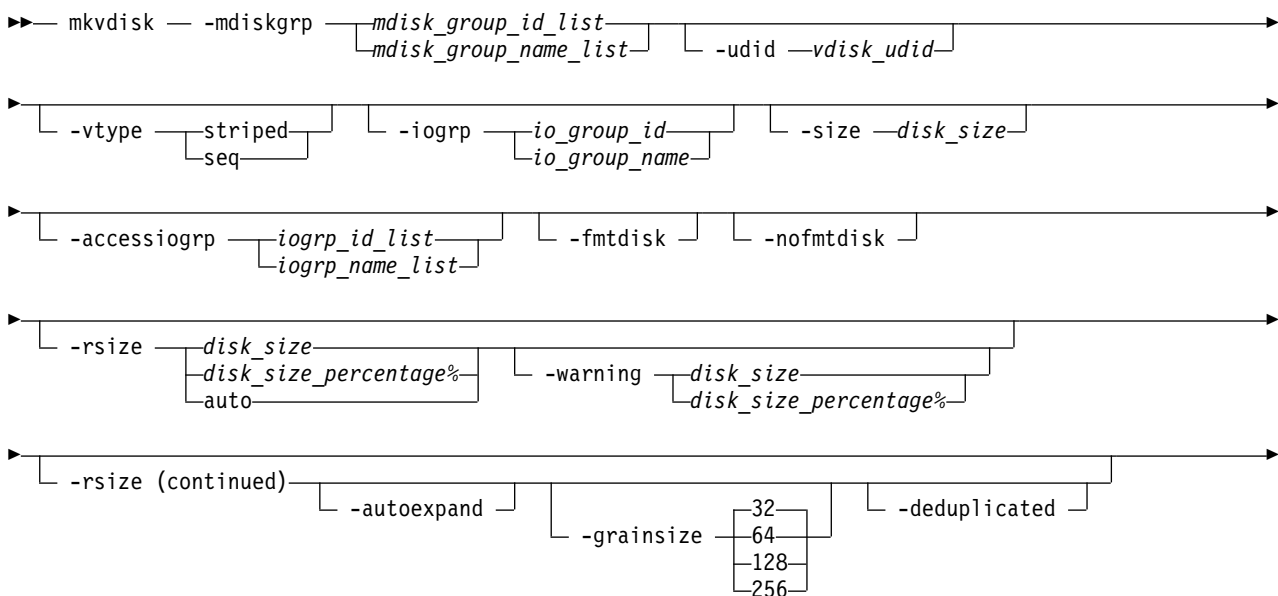 mkvdisk -mdiskgrp mdisk_group_id_list
mdisk_group_name_list -udid vdisk_udid
-vtype striped -iogrp io_group_id -size disk_size
seq io_group_name
-accessiogrp iogrp_id_list -fmtdisk -nofmtdisk
iogrp_name_list
-rsize disk_size
disk_size_percentage% -warning disk_size
auto disk_size_percentage%
-rsize (continued)
-autoexpand 32 -deduplicated
-grainsize 64
128
256